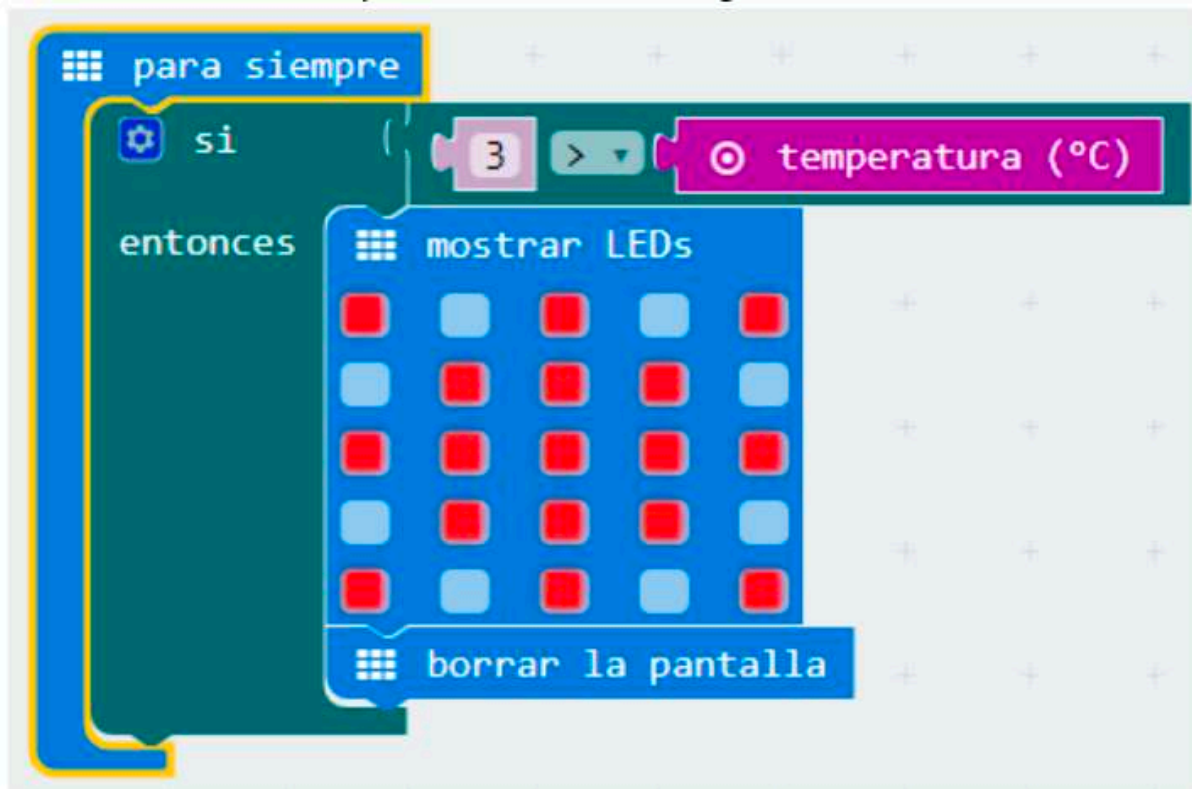 para siempre
si 3 > temperatura (°C)
entonces mostrar LEDs
borrar la pantalla